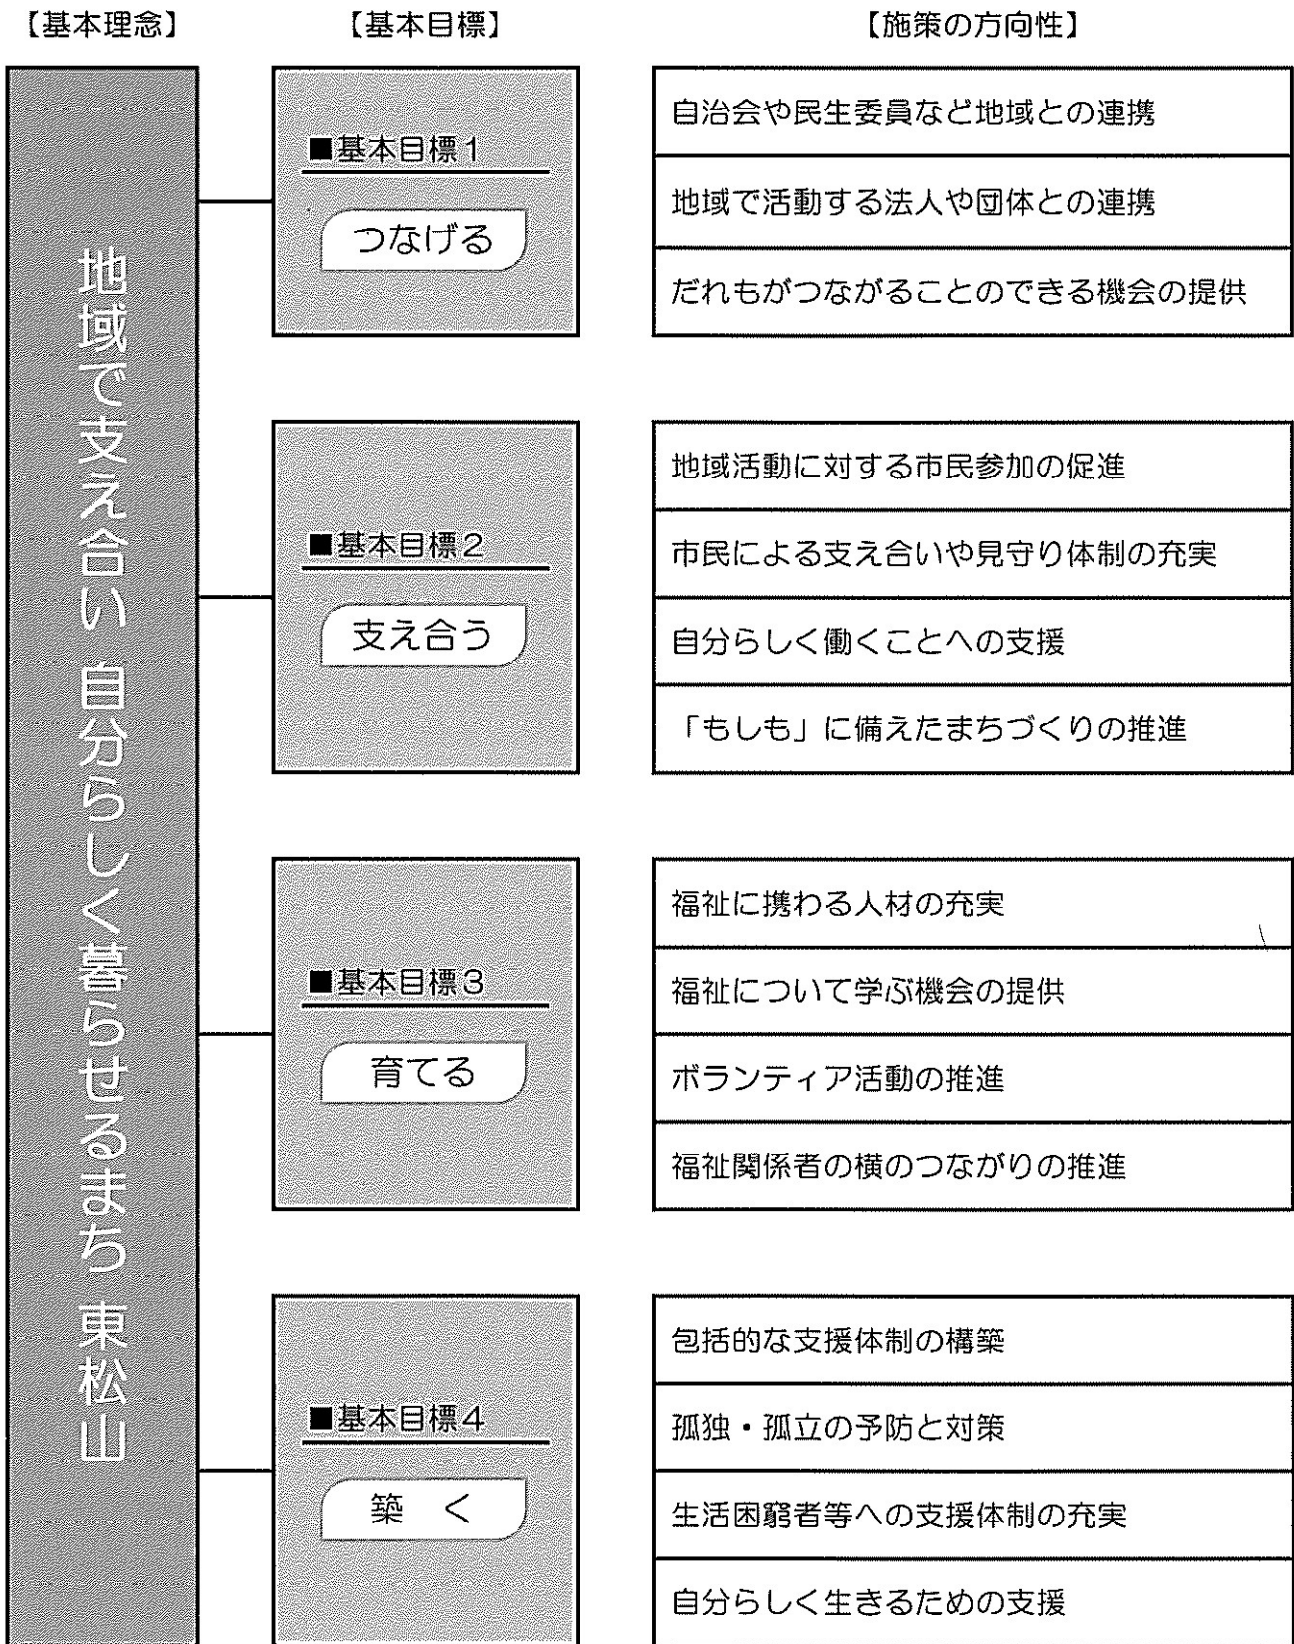 【基本理念】
【基本目標】
【施策の方向性】
地域で支え合い 自分らしく暮らせるまち 東松山
■基本目標1
つなげる
自治会や民生委員など地域との連携
地域で活動する法人や団体との連携
だれもがつながることのできる機会の提供
■基本目標2
支え合う
地域活動に対する市民参加の促進
市民による支え合いや見守り体制の充実
自分らしく働くことへの支援
「もしも」に備えたまちづくりの推進
■基本目標3
育てる
福祉に携わる人材の充実
福祉について学ぶ機会の提供
ボランティア活動の推進
福祉関係者の横のつながりの推進
■基本目標4
築 く
包括的な支援体制の構築
孤独・孤立の予防と対策
生活困窮者等への支援体制の充実
自分らしく生きるための支援